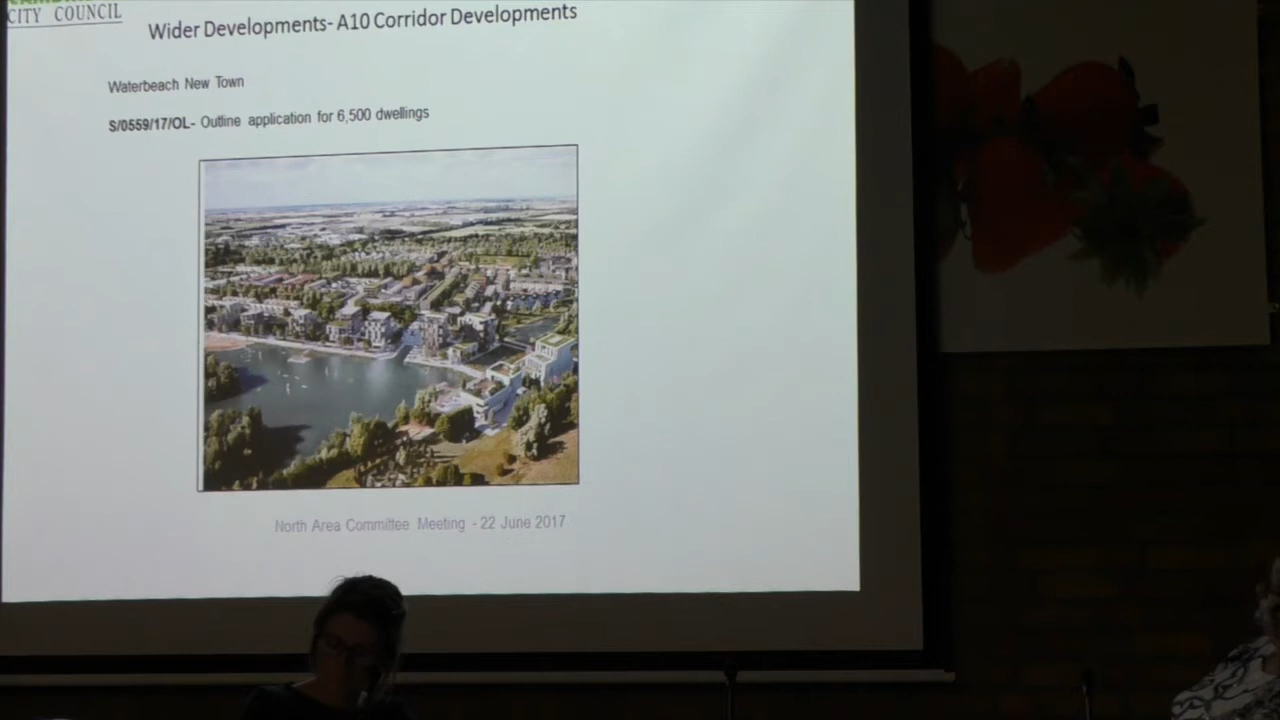 CITY COUNCIL
Wider Developments- A10 Corridor Developments
Waterbeach New Town
S/0559/17/OL- Outline application for 6,500 dwellings
North Area Committee Meeting - 22 June 2017